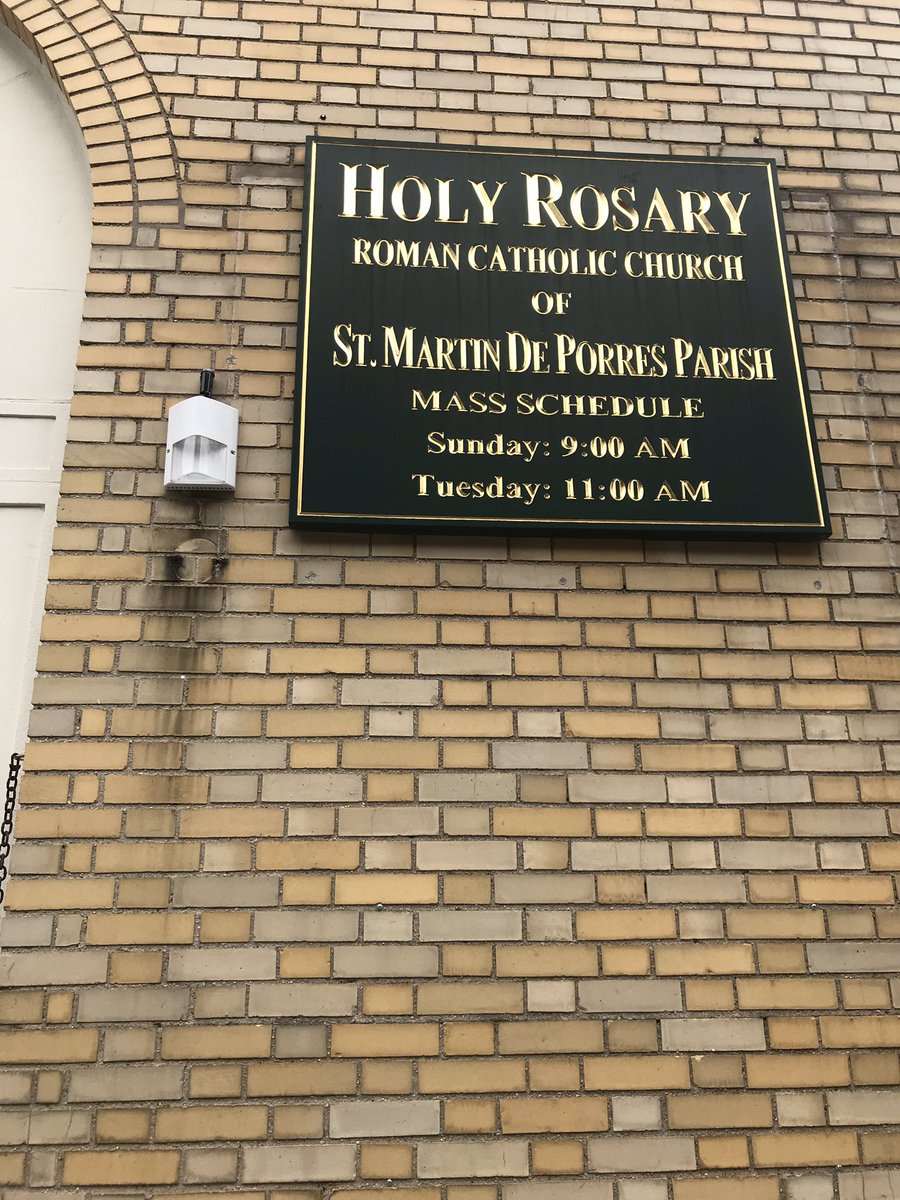 HOLY ROSARY
ROMAN CATHOLIC CHURCH
OF
ST. MARTIN DE PORRES PARISH
MASS SCHEDULE
Sunday: 9:00 AM
Tuesday: 11:00 AM